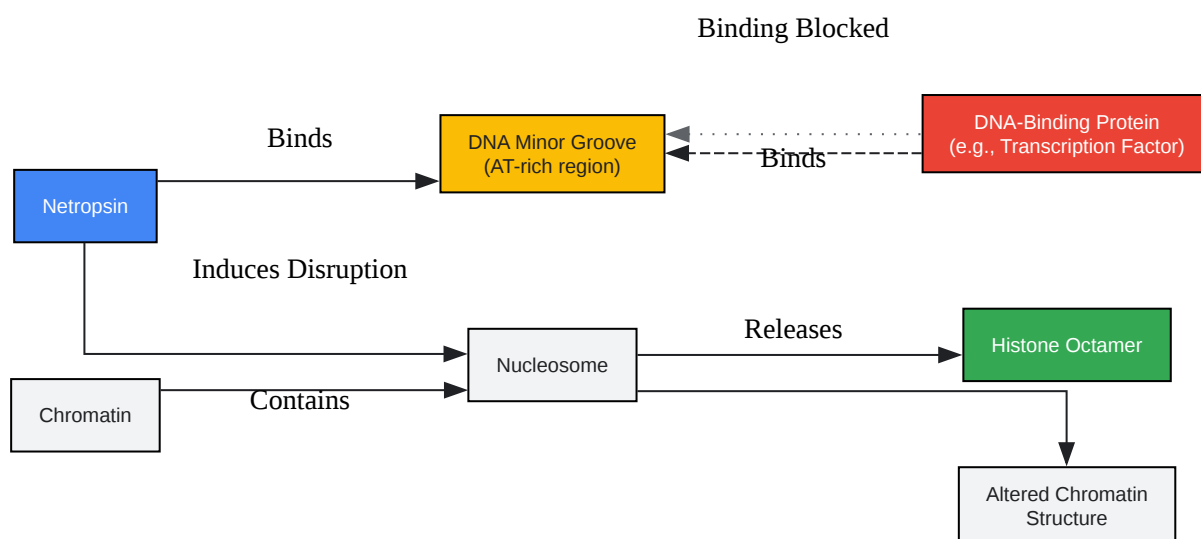 Binding Blocked
Binds
DNA Minor Groove
(AT-rich region)
DNA-Binding Protein
(e.g., Transcription Factor)
Binds
Netropsin
Induces Disruption
Releases
Nucleosome
Histone Octamer
Chromatin
Contains
Altered Chromatin
Structure